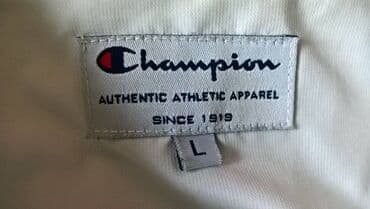 Champion
AUTHENTIC ATHLETIC APPAREL
SINCE 1919
L